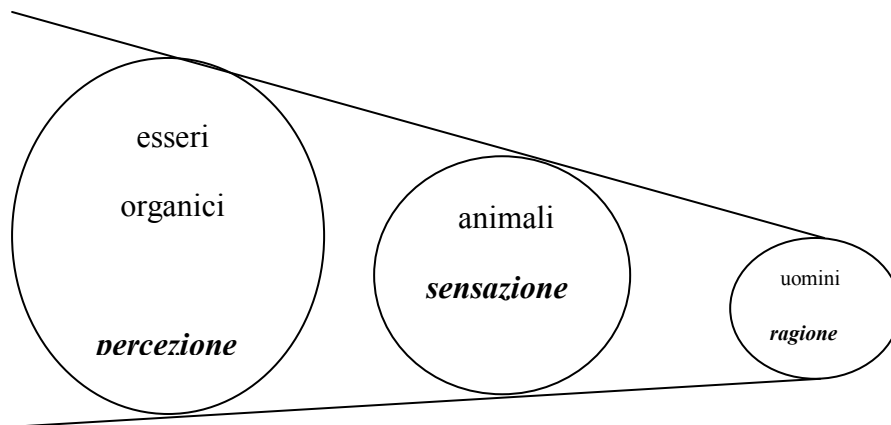 esseri
organici
percezione
animali
sensazione
uomini
ragione